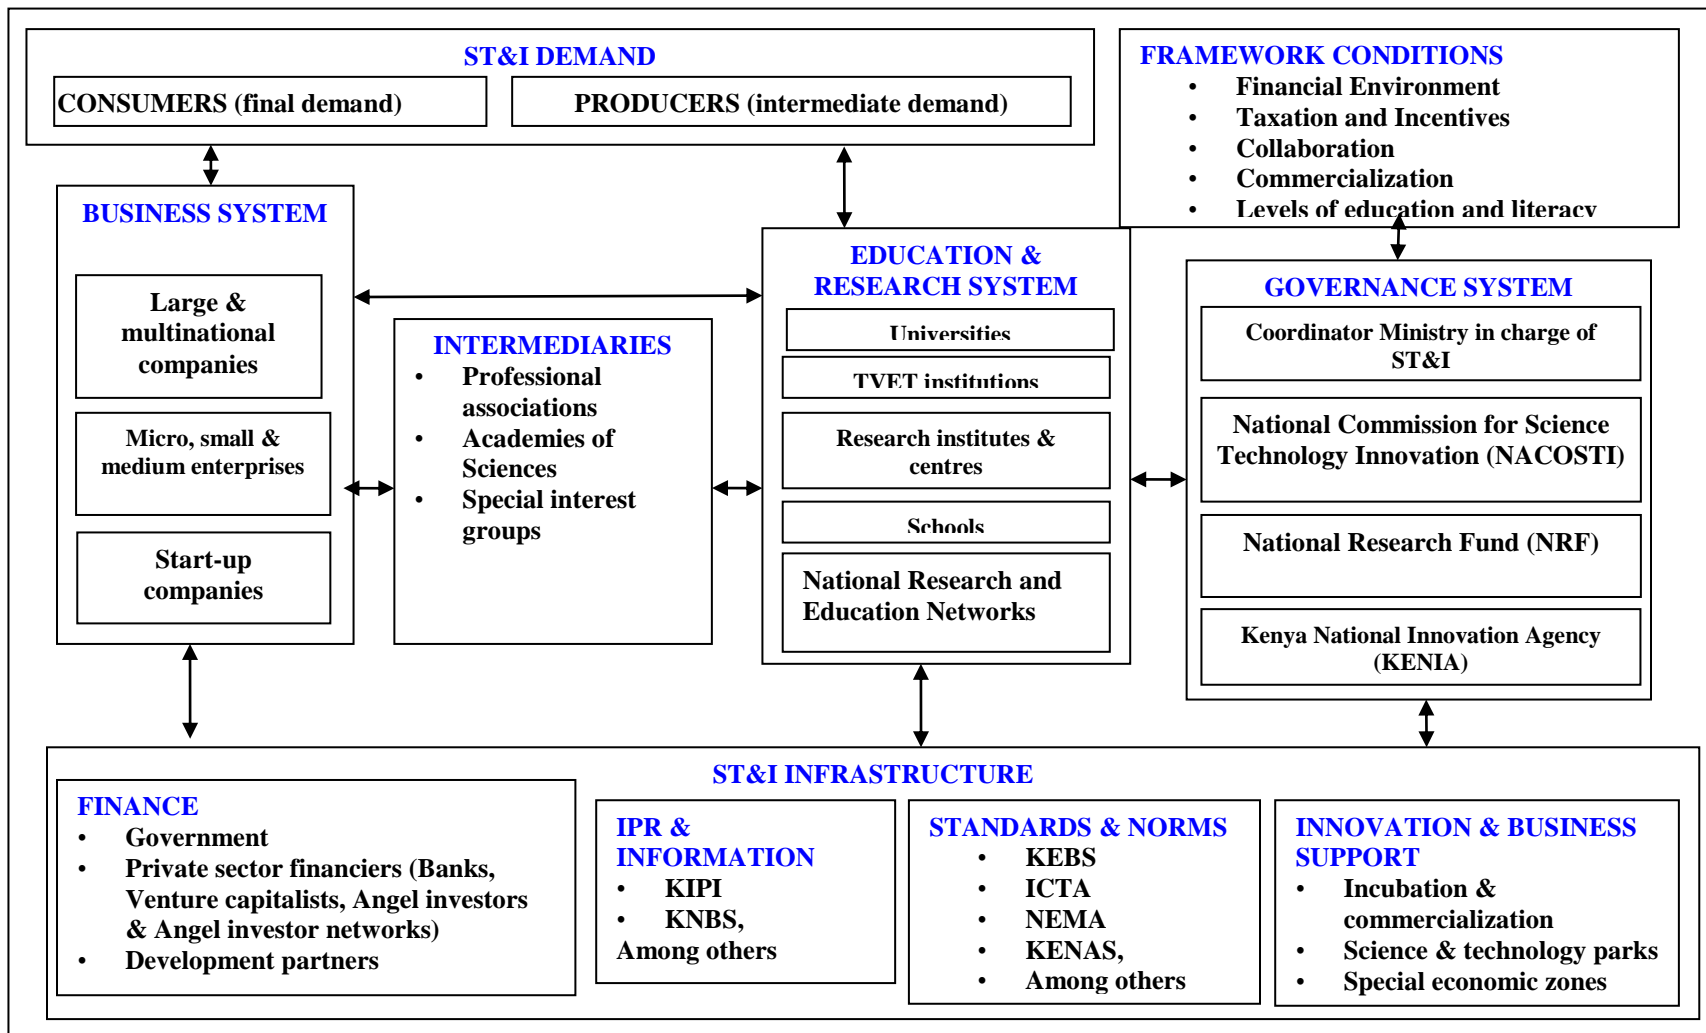 ST&I DEMAND
CONSUMERS (final demand)
PRODUCERS (intermediate demand)
FRAMEWORK CONDITIONS
• Financial Environment
• Taxation and Incentives
• Collaboration
• Commercialization
• Levels of education and literacy
BUSINESS SYSTEM
Large &
multinational
companies
Micro, small &
medium enterprises
Start-up
companies
INTERMEDIARIES
• Professional
associations
• Academies of
Sciences
• Special interest
groups
EDUCATION &
RESEARCH SYSTEM
Universities
TVET institutions
Research institutes &
centres
Schools
National Research and
Education Networks
GOVERNANCE SYSTEM
Coordinator Ministry in charge of
ST&I
National Commission for Science
Technology Innovation (NACOSTI)
National Research Fund (NRF)
Kenya National Innovation Agency
(KENIA)
ST&I INFRASTRUCTURE
FINANCE
• Government
• Private sector financiers (Banks,
Venture capitalists, Angel investors
& Angel investor networks)
• Development partners
IPR &
INFORMATION
• KIPI
• KNBS,
Among others
STANDARDS & NORMS
• KEBS
• ICTA
• NEMA
• KENAS,
• Among others
INNOVATION & BUSINESS
SUPPORT
• Incubation &
commercialization
• Science & technology parks
• Special economic zones